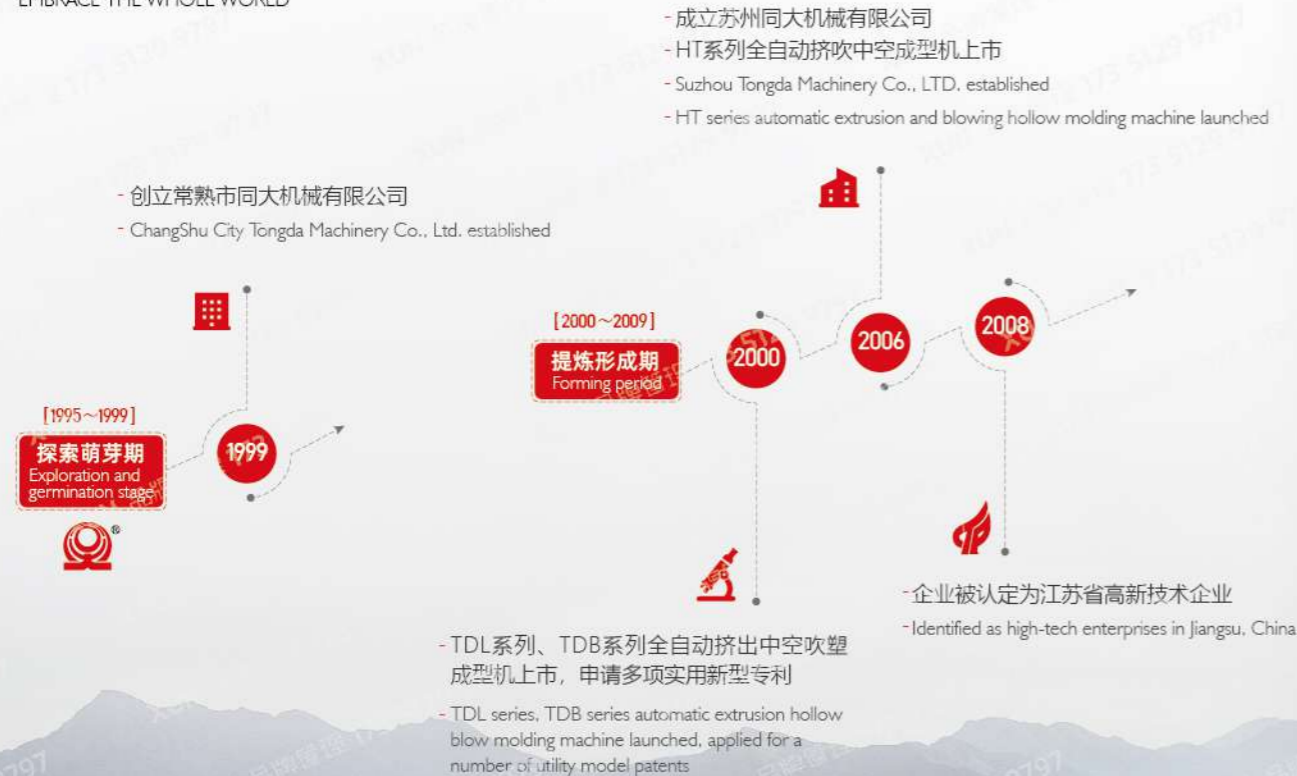 EMBRACE THE WHOLE WORLD
- 成立苏州同大机械有限公司
- HT系列全自动挤吹中空成型机上市
- Suzhou Tongda Machinery Co., LTD. established
- HT series automatic extrusion and blowing hollow molding machine launched
- 创立常熟市同大机械有限公司
- ChangShu City Tongda Machinery Co., Ltd. established
[1995～1999]
探索萌芽期
Exploration and
germination stage
1999
®
[2000～2009]
提炼形成期
Forming period
2000
2006
2008
- TDL系列、TDB系列全自动挤出中空吹塑
成型机上市，申请多项实用新型专利
- TDL series, TDB series automatic extrusion hollow
blow molding machine launched, applied for a
number of utility model patents
- 企业被认定为江苏省高新技术企业
- Identified as high-tech enterprises in Jiangsu, China